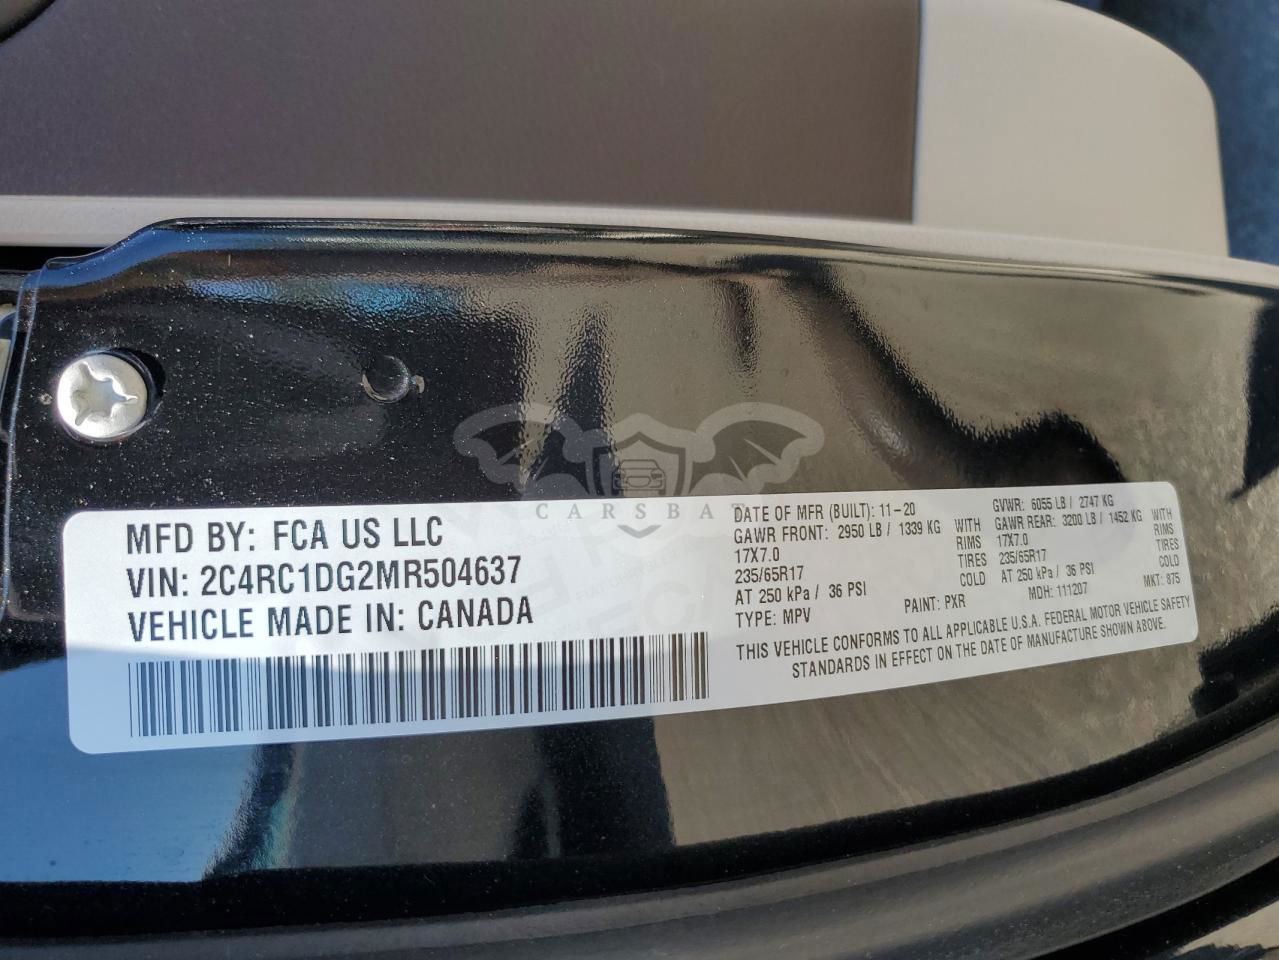 MFD BY: FCA US LLC
VIN: 2C4RC1DG2MR504637
VEHICLE MADE IN: CANADA
CARSBA
DATE OF MFR (BUILT): 11-20 GVWR: 6055 LB / 2747 KG
GAWR FRONT: 2950 LB / 1339 KG WITH GAWR REAR: 3200 LB / 1452 KG WITH
17X7.0 RIMS 17X7.0 RIMS
235/65R17 TIRES 235/65R17 TIRES
AT 250 kPa / 36 PSI COLD AT 250 kPa / 36 PSI COLD
TYPE: MPV PAINT: PXR MDH: 111207 MKT: 875
THIS VEHICLE CONFORMS TO ALL APPLICABLE U.S.A. FEDERAL MOTOR VEHICLE SAFETY
STANDARDS IN EFFECT ON THE DATE OF MANUFACTURE SHOWN ABOVE.